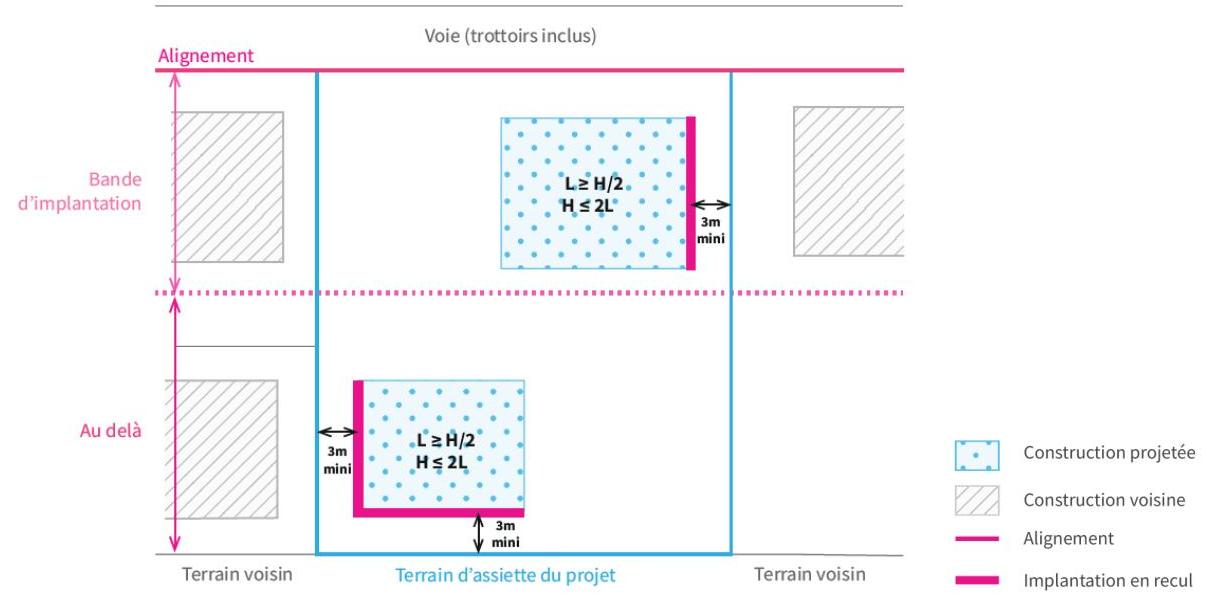 Voie (trottoirs inclus)
Alignement
Bande
d’implantation
L ≥ H/2
H ≤ 2L
3m
mini
Au delà
L ≥ H/2
H ≤ 2L
3m
mini
3m
mini
Terrain voisin
Terrain d’assiette du projet
Terrain voisin
Construction projetée
Construction voisine
Alignement
Implantation en recul